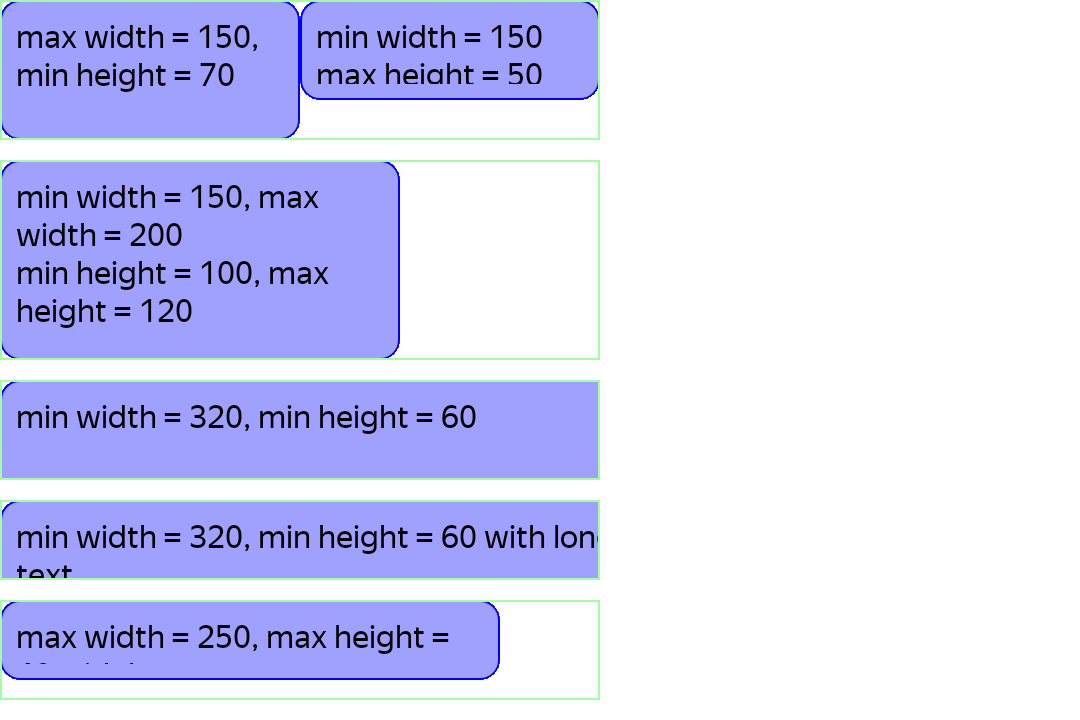 max width = 150,
min height = 70
min width = 150
max height = 50
min width = 150, max
width = 200
min height = 100, max
height = 120
min width = 320, min height = 60
min width = 320, min height = 60 with lon
text
max width = 250, max height =